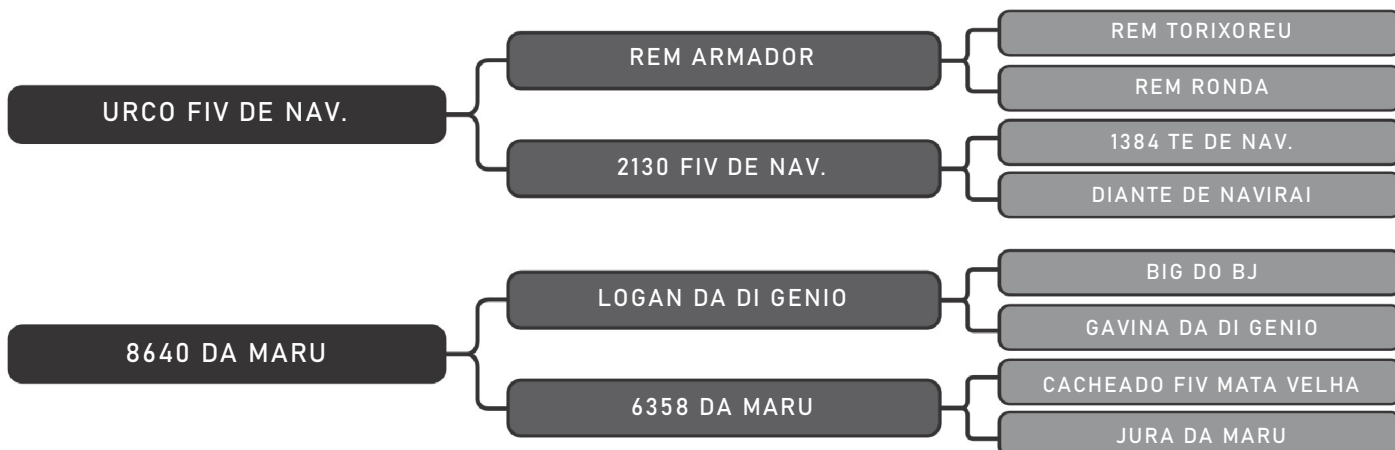 URCO FIV DE NAV.
REM ARMADOR
REM TORIXOREU
REM RONDA
2130 FIV DE NAV.
1384 TE DE NAV.
DIANTE DE NAVIRAI
8640 DA MARU
LOGAN DA DI GENIO
BIG DO BJ
GAVINA DA DI GENIO
6358 DA MARU
CACHEADO FIV MATA VELHA
JURA DA MARU